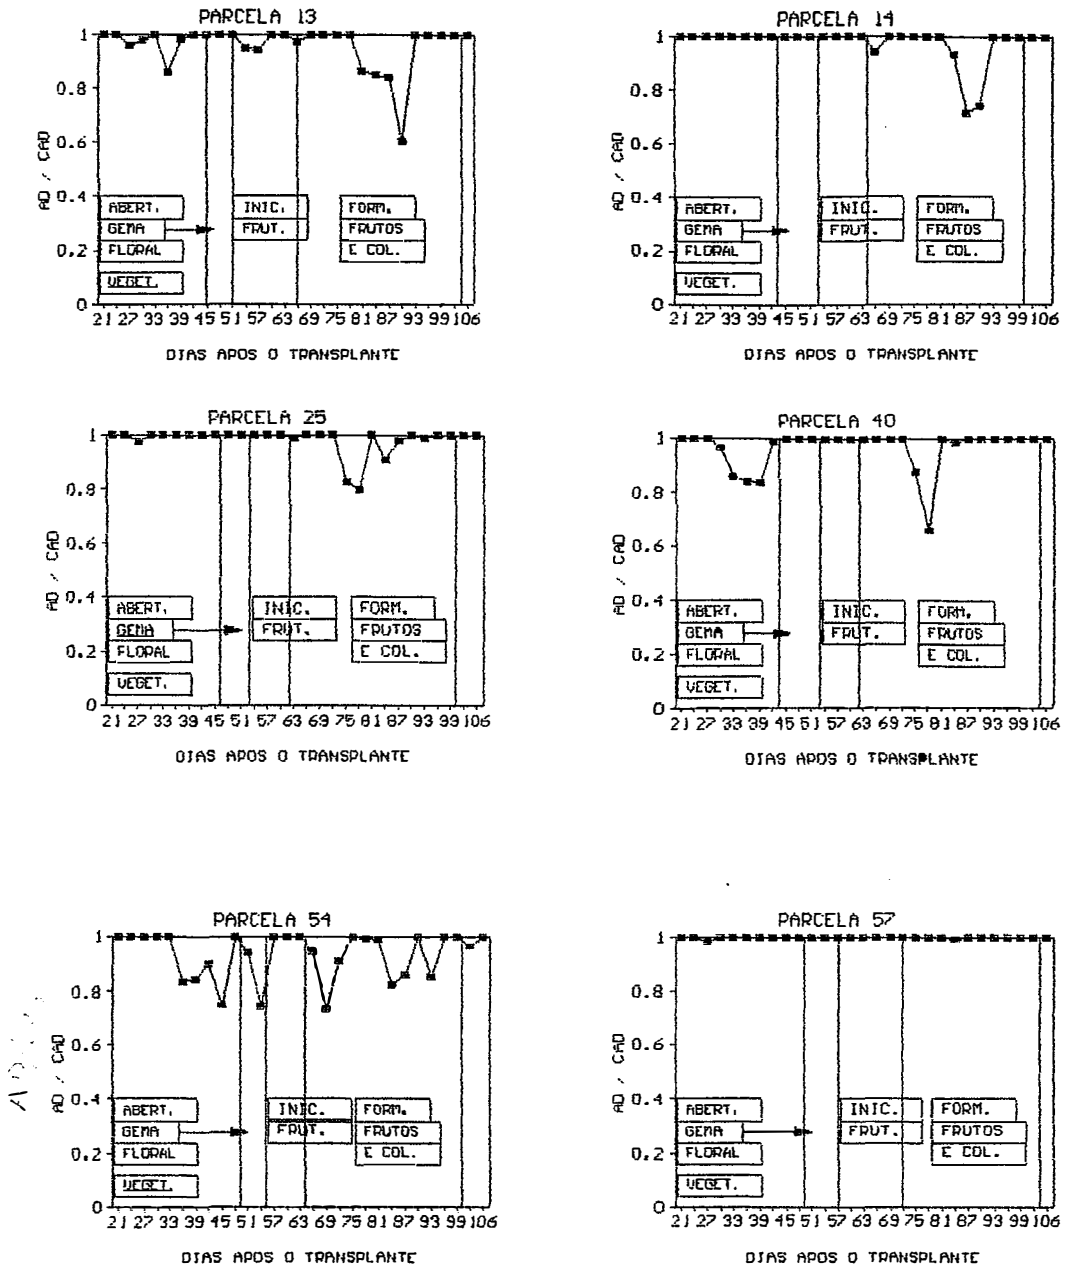 PARCELA 13
1
0.8
0.6
0.4
0.2
0
AD / CAD
ABERT.
GEMA
FLORAL
VEGET.
INIC.
FRUT.
FORM.
FRUTOS
E COL.
21 27 33 39 45 51 57 63 69 75 81 87 93 99 106
DIAS APOS O TRANSPLANTE
PARCELA 14
1
0.8
0.6
0.4
0.2
0
AD / CAD
ABERT.
GEMA
FLORAL
VEGET.
INIC.
FRUT.
FORM.
FRUTOS
E COL.
21 27 33 39 45 51 57 63 69 75 81 87 93 99 106
DIAS APOS O TRANSPLANTE
PARCELA 25
1
0.8
0.6
0.4
0.2
0
AD / CAD
ABERT.
GEMA
FLORAL
VEGET.
INIC.
FRUT.
FORM.
FRUTOS
E COL.
21 27 33 39 45 51 57 63 69 75 81 87 93 99 106
DIAS APOS O TRANSPLANTE
PARCELA 40
1
0.8
0.6
0.4
0.2
0
AD / CAD
ABERT.
GEMA
FLORAL
VEGET.
INIC.
FRUT.
FORM.
FRUTOS
E COL.
21 27 33 39 45 51 57 63 69 75 81 87 93 99 106
DIAS APOS O TRANSPLANTE
PARCELA 54
1
0.8
0.6
0.4
0.2
0
AD / CAD
ABERT.
GEMA
FLORAL
VEGET.
INIC.
FRUT.
FORM.
FRUTOS
E COL.
21 27 33 39 45 51 57 63 69 75 81 87 93 99 106
DIAS APOS O TRANSPLANTE
PARCELA 57
1
0.8
0.6
0.4
0.2
0
AD / CAD
ABERT.
GEMA
FLORAL
VEGET.
INIC.
FRUT.
FORM.
FRUTOS
E COL.
21 27 33 39 45 51 57 63 69 75 81 87 93 99 106
DIAS APOS O TRANSPLANTE